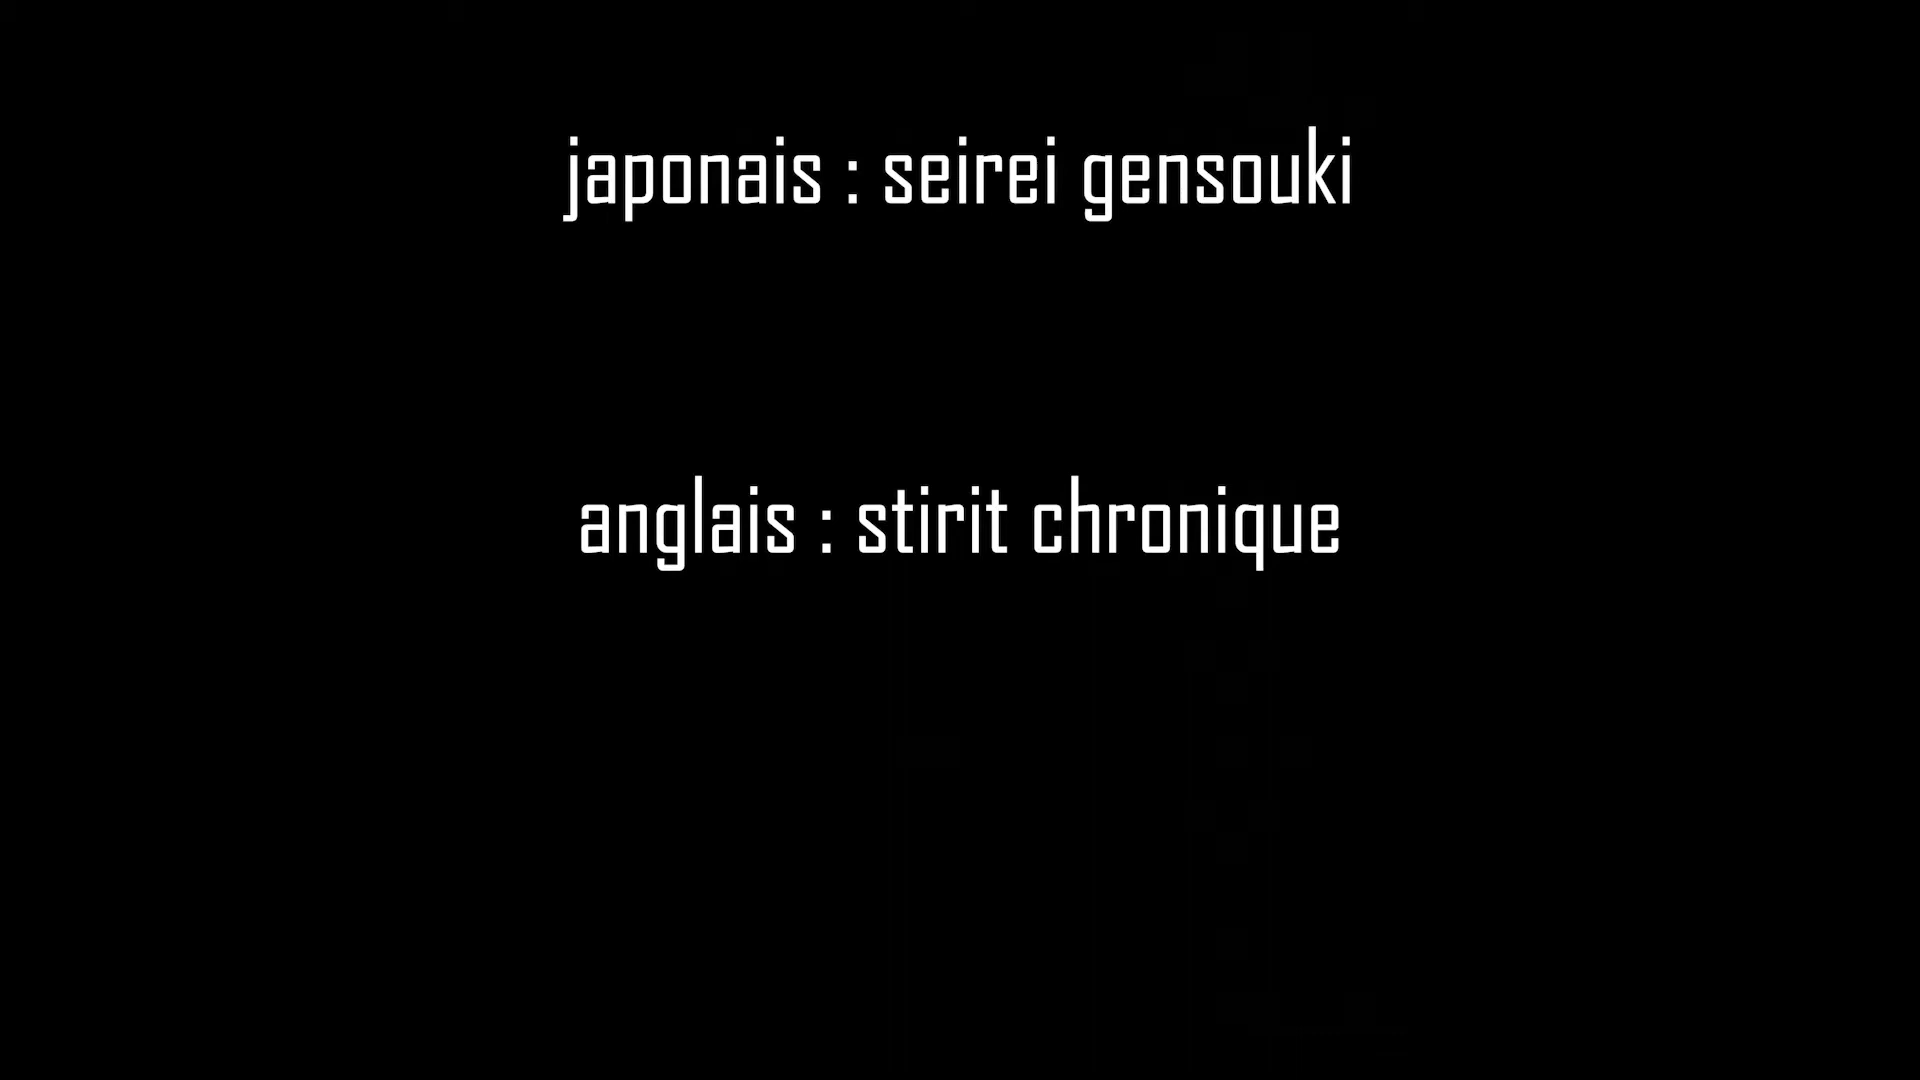 japonais : seirei gensouki
anglais : stirit chronique